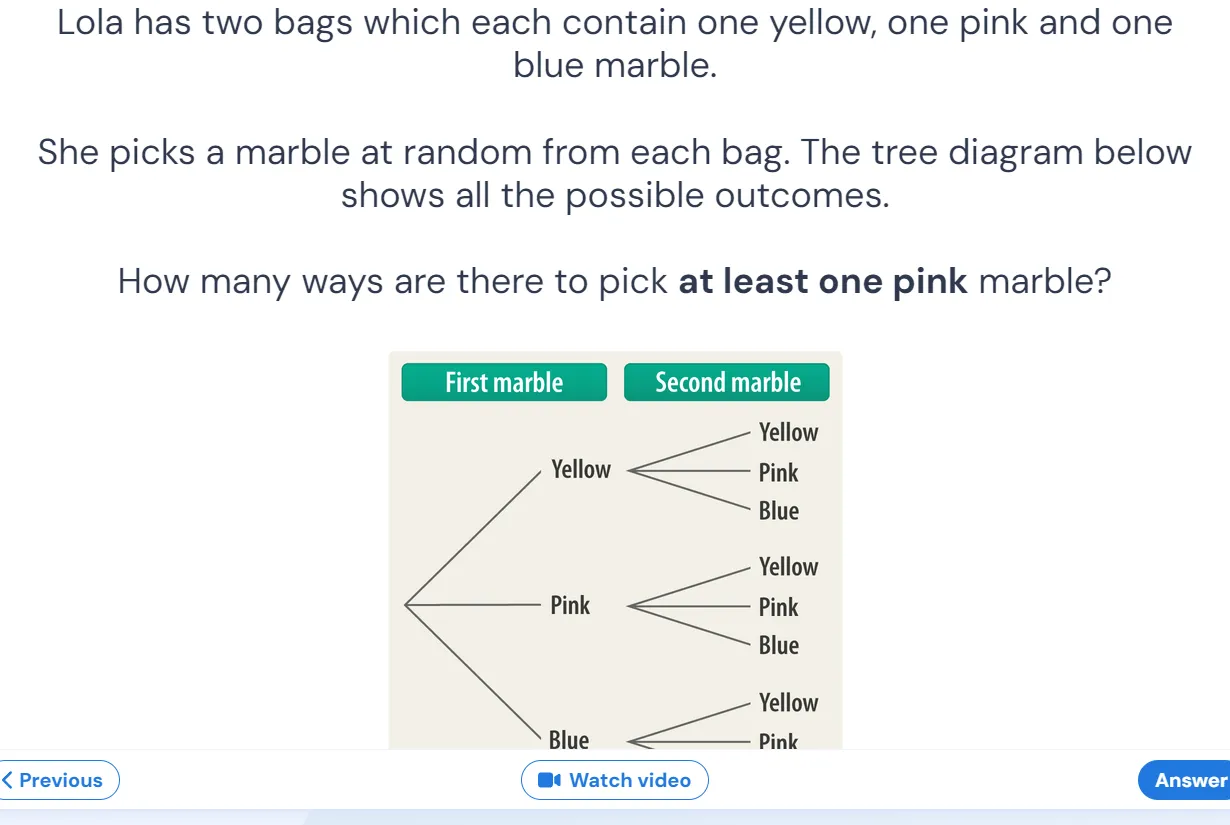 Lola has two bags which each contain one yellow, one pink and one
blue marble.
She picks a marble at random from each bag. The tree diagram below
shows all the possible outcomes.
How many ways are there to pick at least one pink marble?
First marble
Second marble
Yellow
Yellow
Pink
Blue
Pink
Yellow
Pink
Blue
Blue
Yellow
Pink
Previous
Watch video
Answer